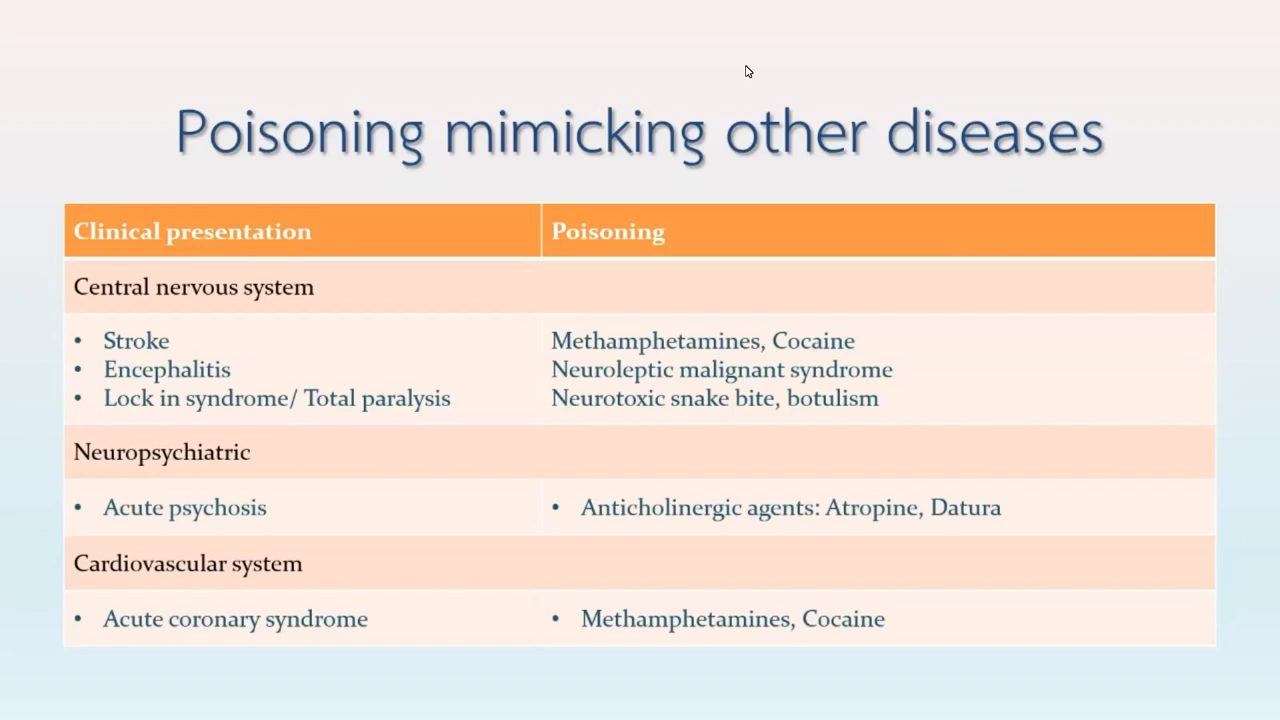 Poisoning mimicking other diseases
Clinical presentation Poisoning
Central nervous system
• Stroke Methamphetamines, Cocaine
• Encephalitis Neuroleptic malignant syndrome
• Lock in syndrome/ Total paralysis Neurotoxic snake bite, botulism
Neuropsychiatric
• Acute psychosis • Anticholinergic agents: Atropine, Datura
Cardiovascular system
• Acute coronary syndrome • Methamphetamines, Cocaine